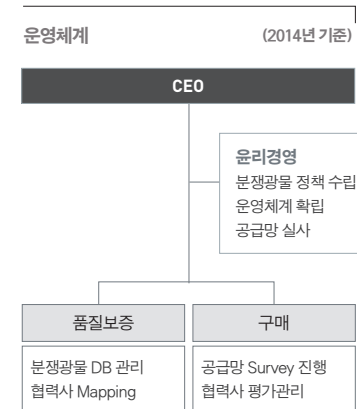 운영체계 (2014년 기준)
CEO
윤리경영
분쟁광물 정책 수립
운영체계 확립
공급망 실사
품질보증
분쟁광물 DB 관리
협력사 Mapping
구매
공급망 Survey 진행
협력사 평가관리